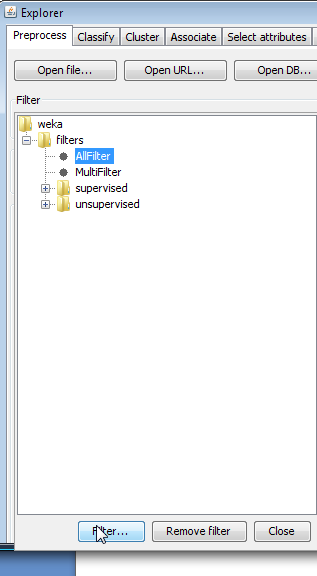 Explorer
Preprocess Classify Cluster Associate Select attributes
Open file... Open URL... Open DB...
Filter
weka
filters
AllFilter
MultiFilter
supervised
unsupervised
Filter... Remove filter Close